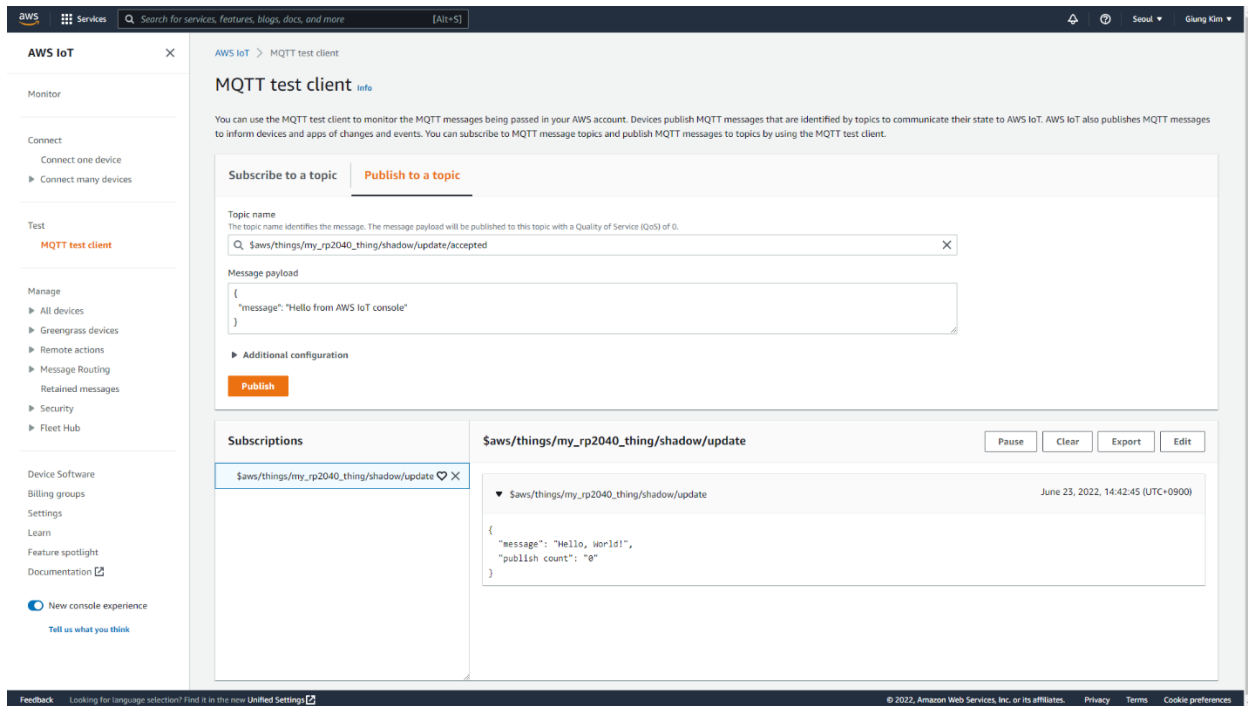 aws Services Search for services, features, blogs, docs, and more [Alt+S] Seoul ▼ Giung Kim ▼
AWS IoT
Monitor
Connect
Connect one device
Connect many devices
Test
MQTT test client
Manage
All devices
Greengrass devices
Remote actions
Message Routing
Retained messages
Security
Fleet Hub
Device Software
Billing groups
Settings
Learn
Feature spotlight
Documentation
New console experience
Tell us what you think
AWS IoT > MQTT test client
MQTT test client Info
You can use the MQTT test client to monitor the MQTT messages being passed in your AWS account. Devices publish MQTT messages that are identified by topics to communicate their state to AWS IoT. AWS IoT also publishes MQTT messages
to inform devices and apps of changes and events. You can subscribe to MQTT message topics and publish MQTT messages to topics by using the MQTT test client.
Subscribe to a topic Publish to a topic
Topic name
The topic name identifies the message. The message payload will be published to this topic with a Quality of Service (QoS) of 0.
$aws/things/my_rp2040_thing/shadow/update/accepted
Message payload
{
"message": "Hello from AWS IoT console"
}
Additional configuration
Publish
Subscriptions
$aws/things/my_rp2040_thing/shadow/update
$aws/things/my_rp2040_thing/shadow/update
Pause Clear Export Edit
$aws/things/my_rp2040_thing/shadow/update June 23, 2022, 14:42:45 (UTC+0900)
{
"message": "Hello, World!",
"publish count": "0"
}
Feedback Looking for language selection? Find it in the new Unified Settings © 2022, Amazon Web Services, Inc. or its affiliates. Privacy Terms Cookie preferences